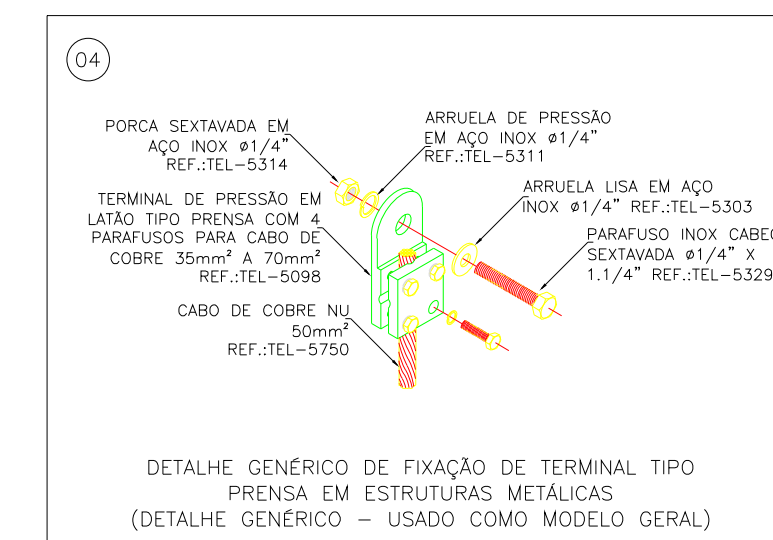 04
PORCA SEXTAVADA EM
AÇO INOX ø1/4"
REF.:TEL-5314
ARRUELA DE PRESSÃO
EM AÇO INOX ø1/4"
REF.:TEL-5311
TERMINAL DE PRESSÃO EM
LATÃO TIPO PRENSA COM 4
PARAFUSOS PARA CABO DE
COBRE 35mm² A 70mm²
REF.:TEL-5098
ARRUELA LISA EM AÇO
INOX ø1/4" REF.:TEL-5303
PARAFUSO INOX CABEÇ
SEXTAVADA ø1/4" X
1.1/4" REF.:TEL-5329
CABO DE COBRE NU
50mm²
REF.:TEL-5750
DETALHE GENÉRICO DE FIXAÇÃO DE TERMINAL TIPO
PRENSA EM ESTRUTURAS METÁLICAS
(DETALHE GENÉRICO – USADO COMO MODELO GERAL)